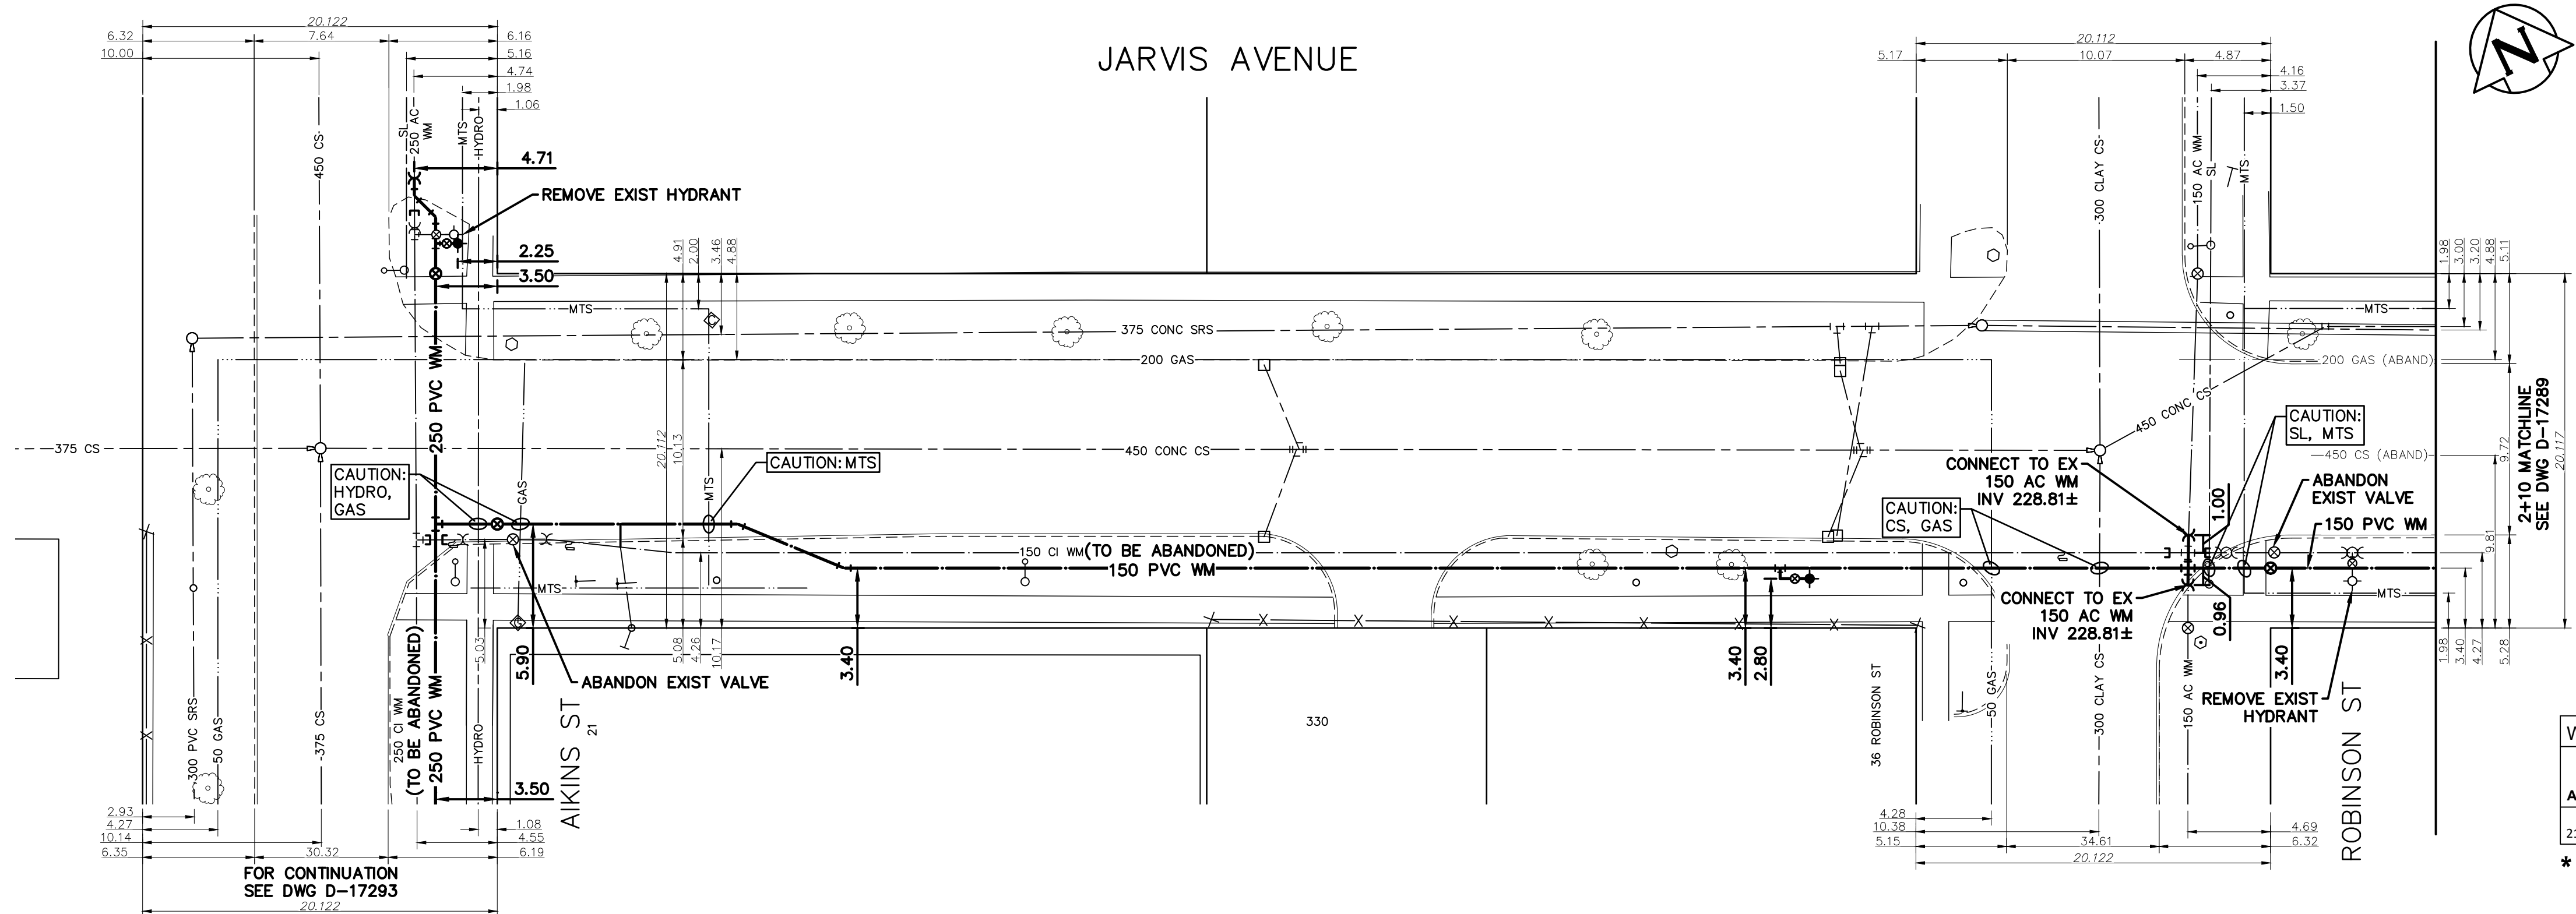 JARVIS AVENUE
N
20.122
6.32
7.64
6.16
10.00
5.16
4.74
1.98
1.06
450 CS
SL
250 AC
WM
MTS
HYDRO
4.71
REMOVE EXIST HYDRANT
2.25
3.50
4.91
2.00
3.46
4.88
20.112
5.17
10.07
4.87
4.16
3.37
1.50
300 CLAY CS
150 AC WM
SL
MTS
1.98
3.00
3.20
4.88
5.11
MTS
375 CONC SRS
200 GAS
MTS
200 GAS (ABAND)
250 PVC WM
375 CS
20.112
10.13
450 CONC CS
450 CONC CS
450 CS (ABAND)
CAUTION:
HYDRO,
GAS
GAS
CAUTION: MTS
MTS
CAUTION:
SL, MTS
CONNECT TO EX
150 AC WM
INV 228.81±
1.00
ABANDON
EXIST VALVE
CAUTION:
CS, GAS
150 PVC WM
9.72
9.81
20.117
2+10 MATCHLINE
SEE DWG D-17289
150 CI WM (TO BE ABANDONED)
150 PVC WM
MTS
MTS
CONNECT TO EX
150 AC WM
INV 228.81±
0.96
5.03
5.90
5.08
4.26
10.17
3.40
3.40
2.80
3.40
1.98
3.40
4.27
5.28
ABANDON EXIST VALVE
REMOVE EXIST
HYDRANT
300 PVC SRS
50 GAS
375 CS
250 CI WM
(TO BE ABANDONED)
250 PVC WM
HYDRO
AIKINS ST
21
330
36 ROBINSON ST
50 GAS
300 CLAY CS
150 AC WM
ROBINSON ST
3.50
2.93
4.27
10.14
6.35
30.32
1.08
4.55
6.19
FOR CONTINUATION
SEE DWG D-17293
20.122
4.28
10.38
5.15
34.61
4.69
6.32
20.122
*